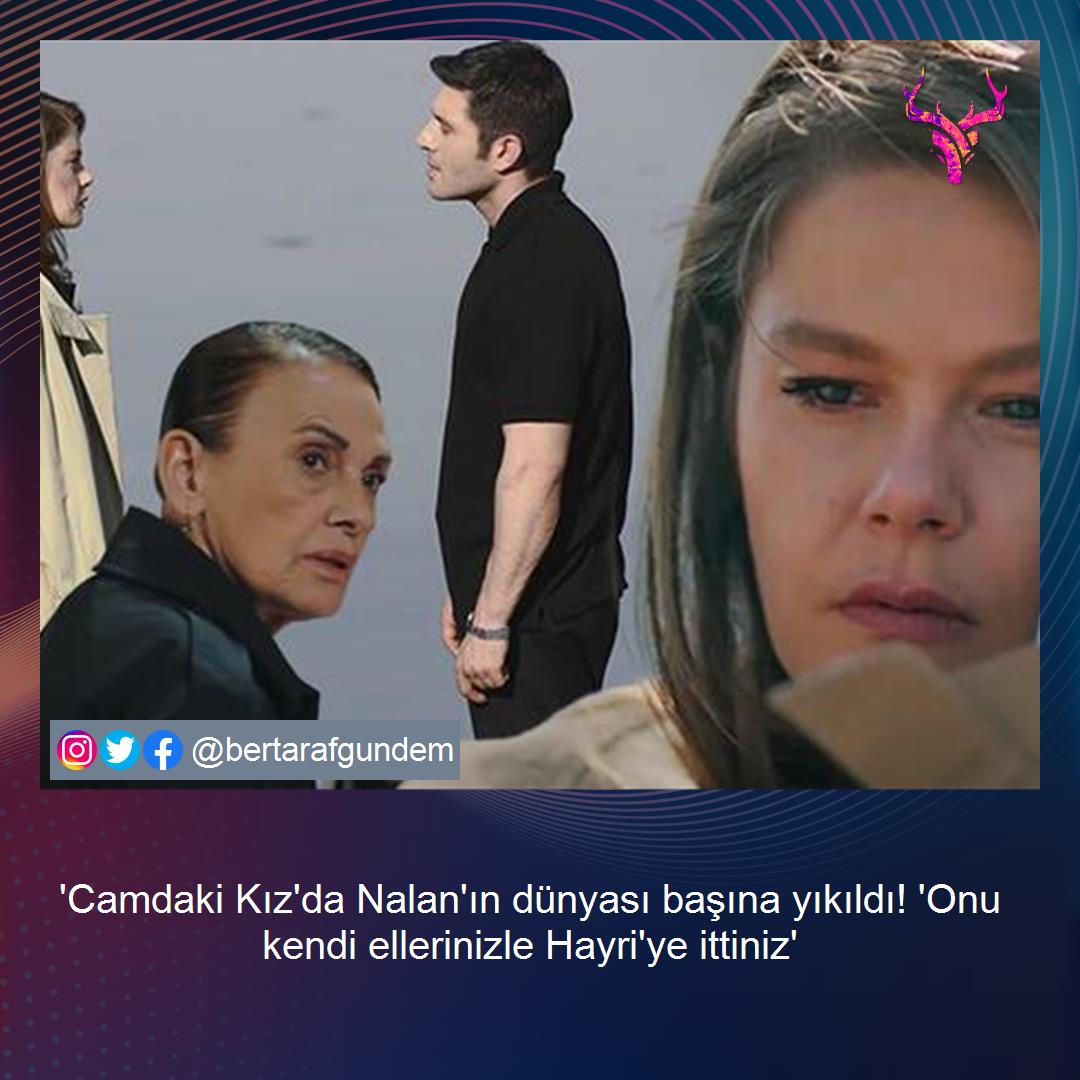 @bertarafgundem
'Camdaki Kız'da Nalan'ın dünyası başına yıkıldı! 'Onu
kendi ellerinizle Hayri'ye ittiniz'